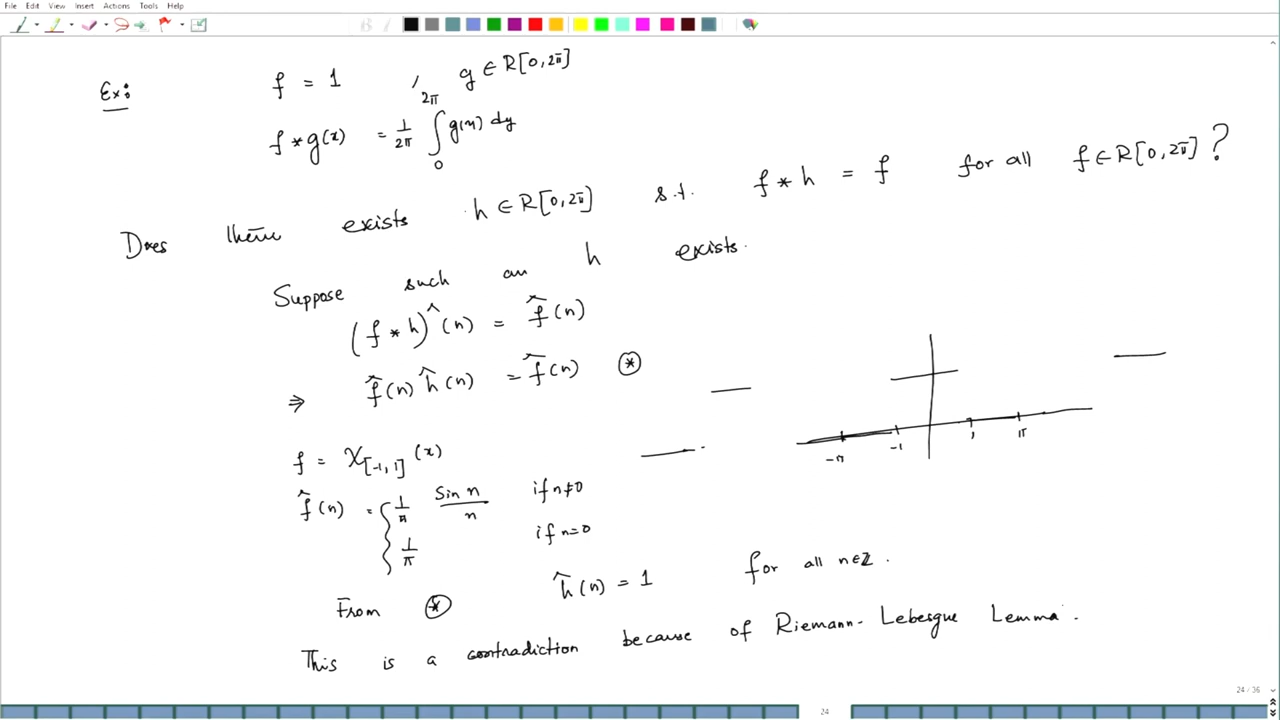 File Edit View Insert Actions Tools Help
Ex: f = 1 , g ∈ R[0, 2π]
f * g(x) = 1/2π ∫₀^2π g(y) dy
Does there exists h ∈ R[0, 2π] s.t. f * h = f for all f ∈ R[0, 2π] ?
Suppose such an h exists.
(f * h)^(n) = f̂(n)
⇒ f̂(n) ĥ(n) = f̂(n) ⊛
f = χ[-1, 1](x)
-π -1 1 π
f̂(n) = { 1/π Sin n / n if n≠0
1/π if n=0
From ⊛ ĥ(n) = 1 for all n∈ℤ.
This is a contradiction because of Riemann-Lebesgue Lemma.
24 / 36
24